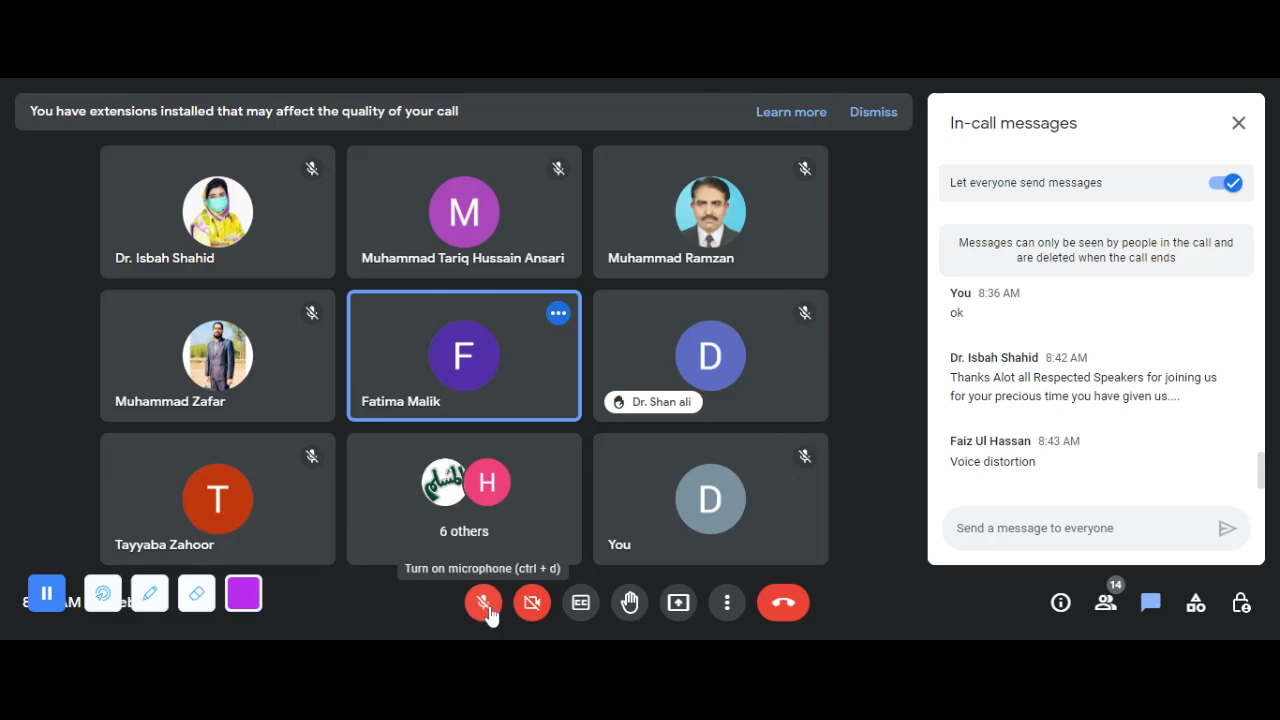 You have extensions installed that may affect the quality of your call
Learn more
Dismiss
Dr. Isbah Shahid
M
Muhammad Tariq Hussain Ansari
Muhammad Ramzan
Muhammad Zafar
F
Fatima Malik
D
Dr. Shan ali
T
Tayyaba Zahoor
المسلم
H
6 others
D
You
Turn on microphone (ctrl + d)
8
AM
CC
In-call messages
Let everyone send messages
Messages can only be seen by people in the call and
are deleted when the call ends
You 8:36 AM
ok
Dr. Isbah Shahid 8:42 AM
Thanks Alot all Respected Speakers for joining us
for your precious time you have given us....
Faiz Ul Hassan 8:43 AM
Voice distortion
Send a message to everyone
14